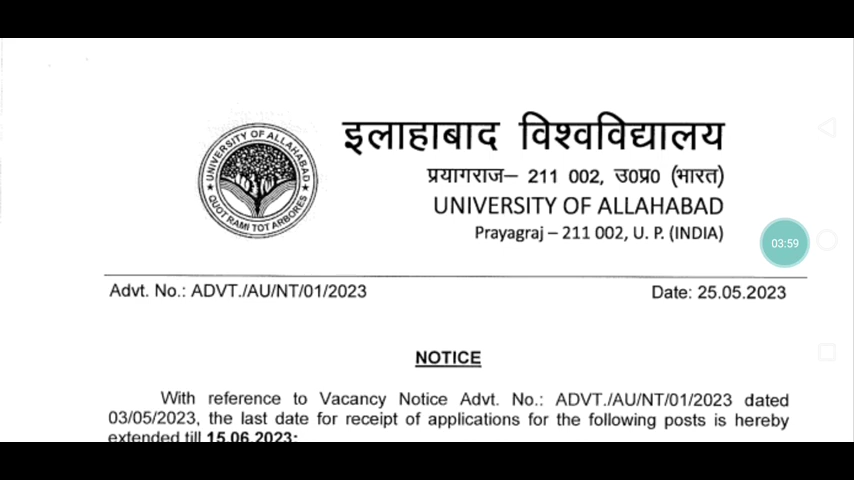 इलाहाबाद विश्वविद्यालय
प्रयागराज– 211 002, उ0प्र0 (भारत)
UNIVERSITY OF ALLAHABAD
Prayagraj – 211 002, U. P. (INDIA)
UNIVERSITY OF ALLAHABAD
QUOT RAMI TOT ARBORES
03:59
Advt. No.: ADVT./AU/NT/01/2023 Date: 25.05.2023
NOTICE
With reference to Vacancy Notice Advt. No.: ADVT./AU/NT/01/2023 dated
03/05/2023, the last date for receipt of applications for the following posts is hereby
extended till 15.06.2023: